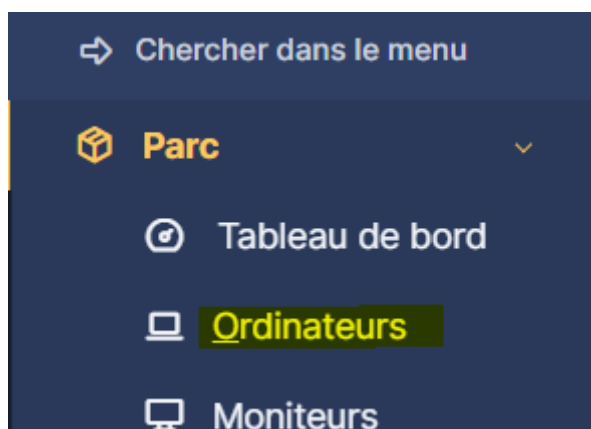 Chercher dans le menu
Parc
Tableau de bord
Ordinateurs
Moniteurs